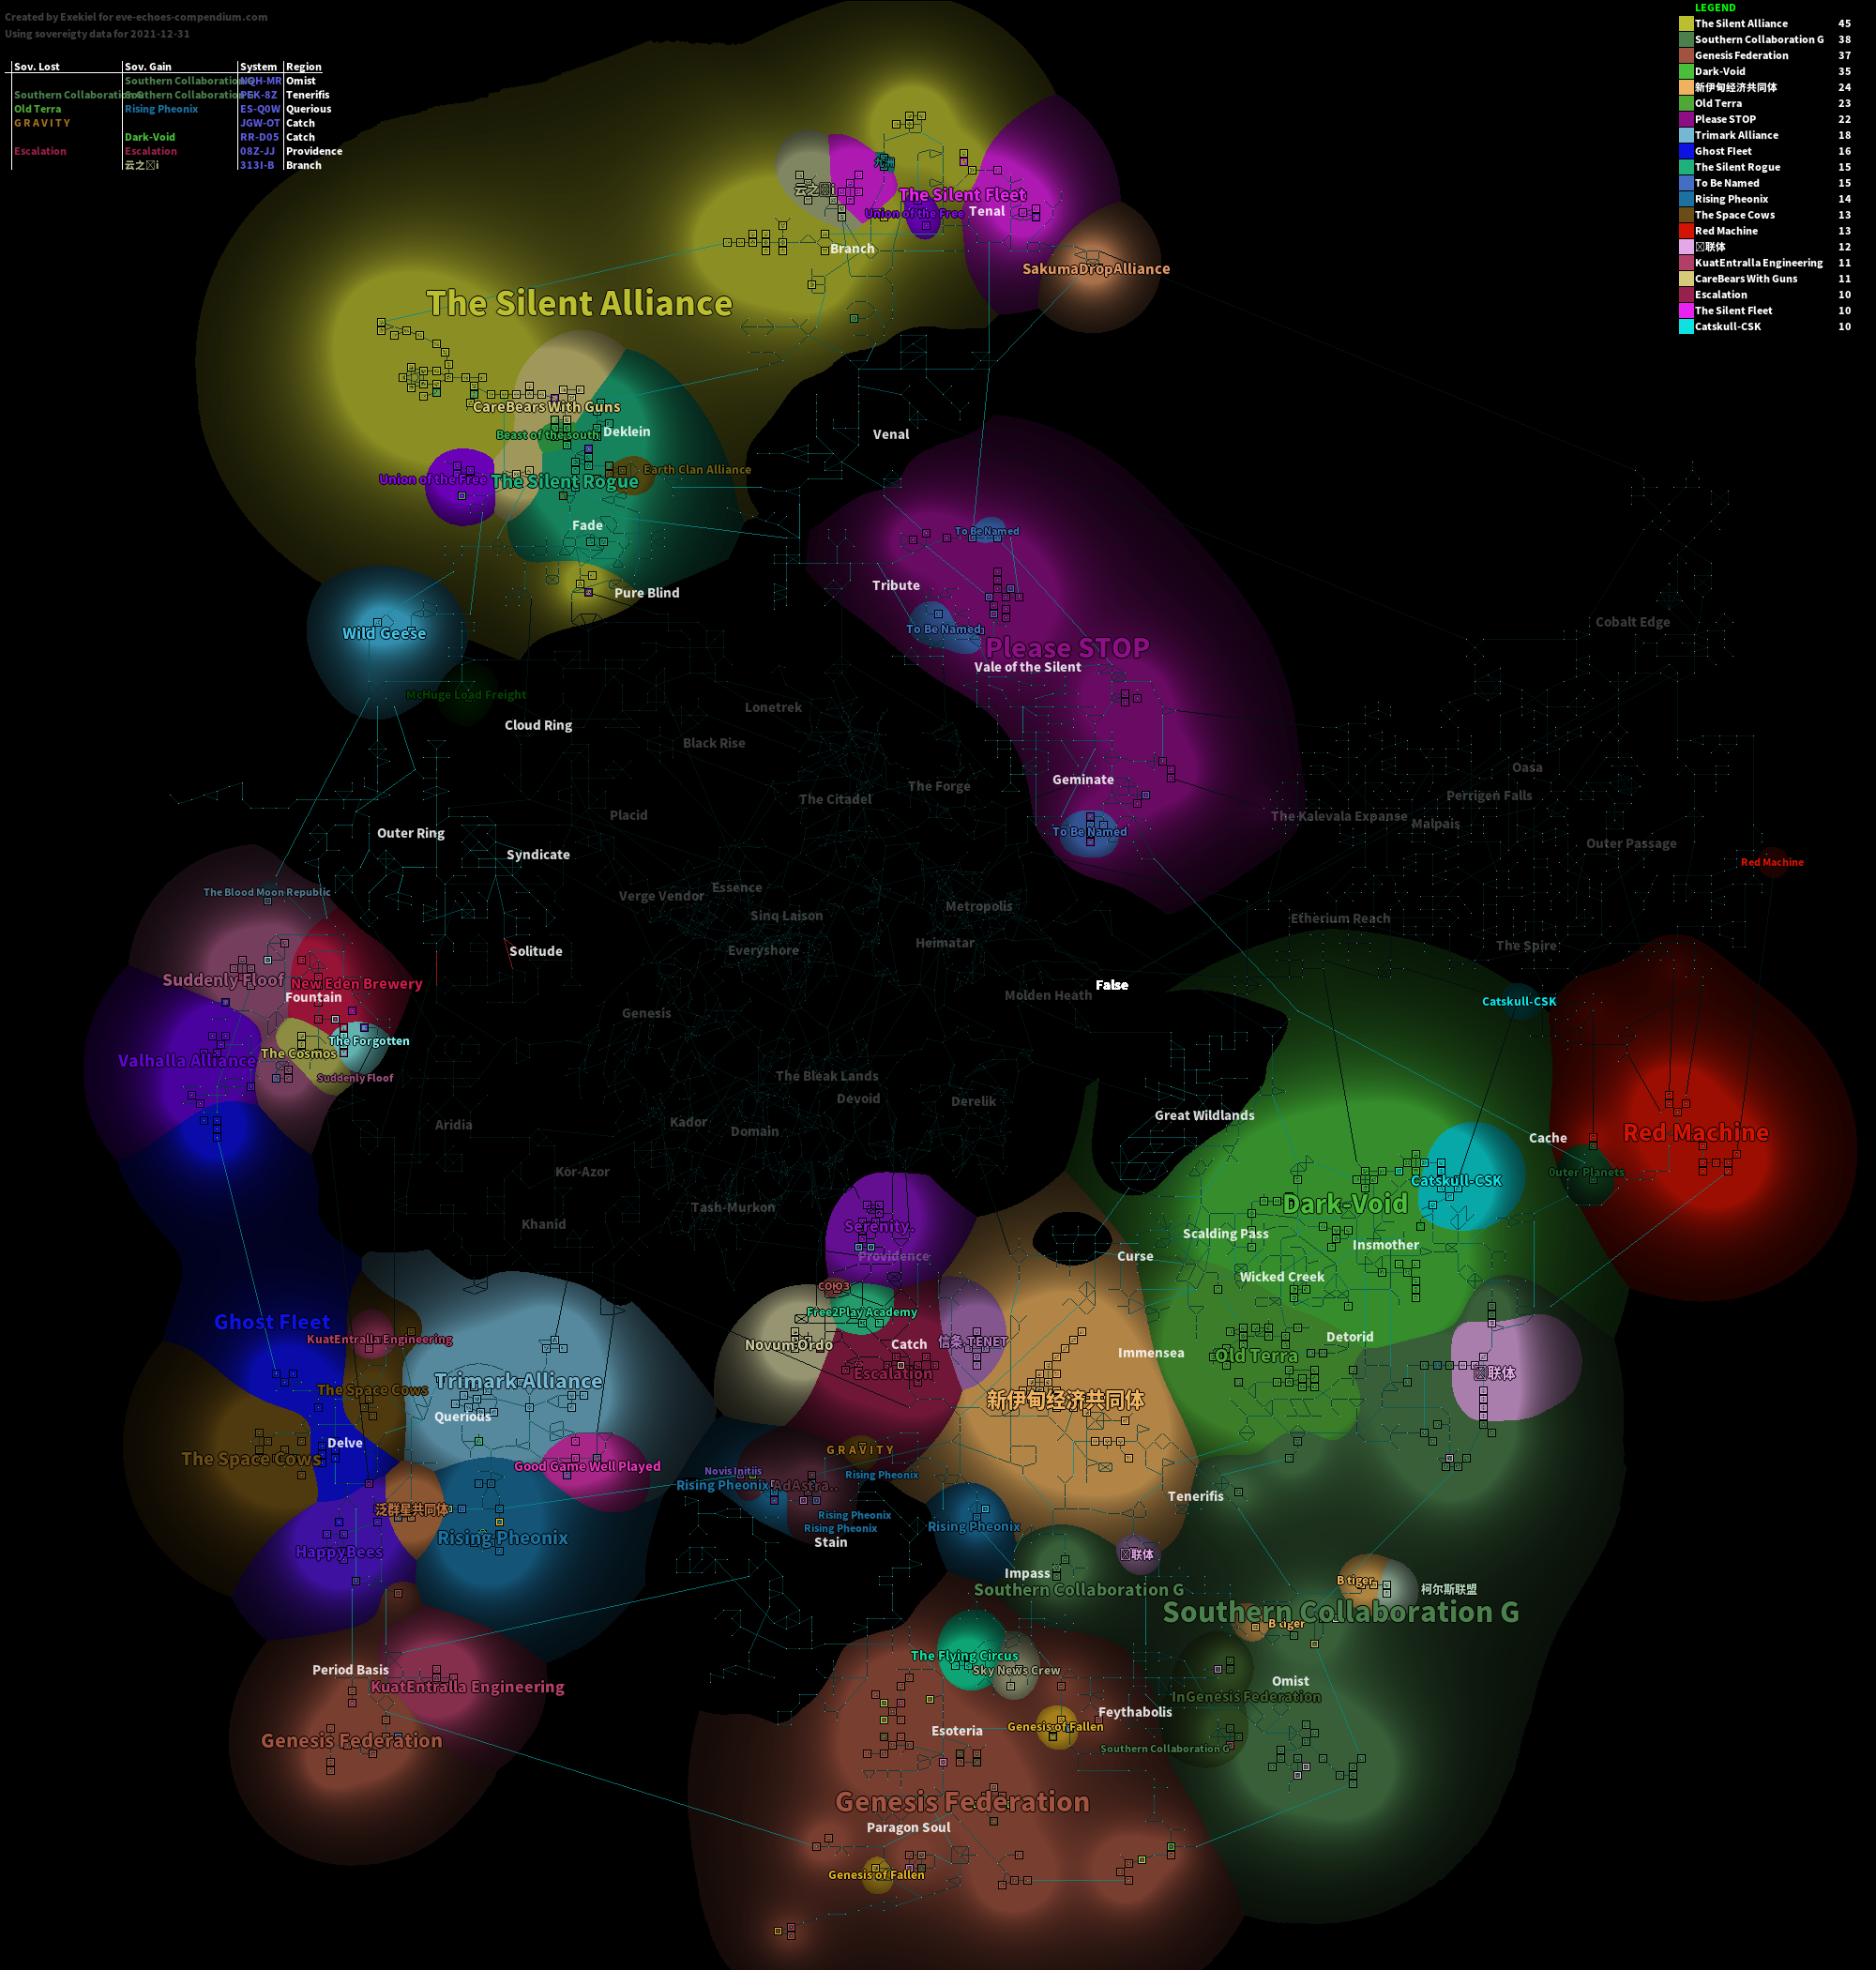 Created by Exekiel for eve-echoes-compendium.com
Using sovereigty data for 2021-12-31
Sov. Lost Sov. Gain System Region
Southern Collaboration NQH-MR Omist
Southern Collaboration G Southern Collaboration G PEK-8Z Tenerifis
Old Terra Rising Pheonix ES-Q0W Querious
G R A V I T Y JGW-OT Catch
Dark-Void RR-D05 Catch
Escalation Escalation 08Z-JJ Providence
云之 i 313I-B Branch
LEGEND
The Silent Alliance 45
Southern Collaboration G 38
Genesis Federation 37
Dark-Void 35
新伊甸经济共同体 24
Old Terra 23
Please STOP 22
Trimark Alliance 18
Ghost Fleet 16
The Silent Rogue 15
To Be Named 15
Rising Pheonix 14
The Space Cows 13
Red Machine 13
联体 12
KuatEntralla Engineering 11
CareBears With Guns 11
Escalation 10
The Silent Fleet 10
Catskull-CSK 10
云之 i
The Silent Fleet
Union of the Free
Tenal
Branch
SakumaDropAlliance
The Silent Alliance
CareBears With Guns
Beast of the south
Deklein
Venal
Earth Clan Alliance
Union of the Free
The Silent Rogue
Fade
To Be Named
Tribute
Pure Blind
Cobalt Edge
To Be Named
Wild Geese
Please STOP
Vale of the Silent
McHuge Load Freight
Lonetrek
Cloud Ring
Black Rise
Oasa
Geminate
The Forge
Perrigen Falls
The Citadel
Placid
The Kalevala Expanse
Malpais
Outer Ring
To Be Named
Outer Passage
Syndicate
Red Machine
The Blood Moon Republic
Essence
Verge Vendor
Metropolis
Sinq Laison
Etherium Reach
Heimatar
The Spire
Everyshore
Solitude
Suddenly Floof
New Eden Brewery
False
Fountain
Molden Heath
Catskull-CSK
Genesis
The Forgotten
The Cosmos
Valhalla Alliance
Suddenly Floof
The Bleak Lands
Devoid
Derelik
Great Wildlands
Aridia
Kador
Domain
Red Machine
Cache
Kor-Azor
Outer Planets
Catskull-CSK
Dark-Void
Tash-Murkon
Khanid
Serenity.
Scalding Pass
Insmother
Providence
Curse
Wicked Creek
СОЮЗ
Free2Play Academy
Ghost Fleet
KuatEntralla Engineering
Novum Ordo
Catch
信条.TENET
Immensea
Detorid
Old Terra
Escalation
联体
Trimark Alliance
The Space Cows
新伊甸经济共同体
Querious
Delve
G R A V I T Y
The Space Cows
Good Game Well Played
Novis Initiis
Rising Pheonix
Rising Pheonix
AdAstra..
Tenerifis
泛群星共同体
Rising Pheonix
Rising Pheonix
Rising Pheonix
Rising Pheonix
Stain
HappyBees
联体
Impass
Southern Collaboration G
B tiger
柯尔斯联盟
Southern Collaboration G
B tiger
The Flying Circus
Sky News Crew
Period Basis
Omist
KuatEntralla Engineering
InGenesis Federation
Feythabolis
Genesis of Fallen
Esoteria
Genesis Federation
Southern Collaboration G
Genesis Federation
Paragon Soul
Genesis of Fallen